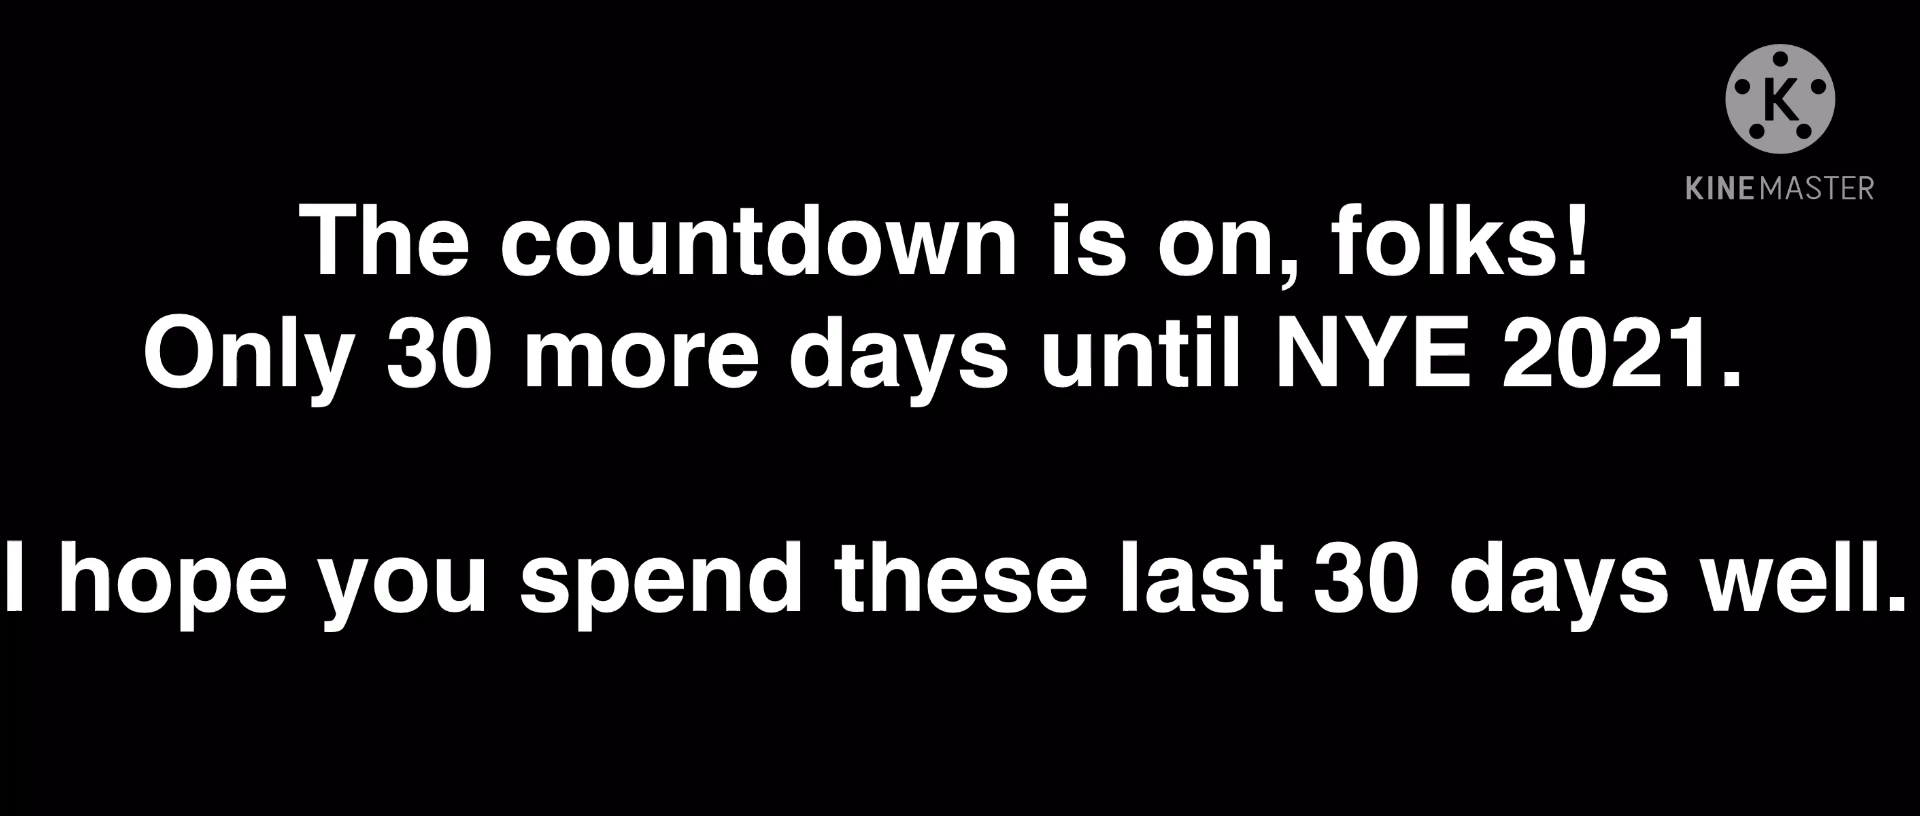 K
KINEMASTER
The countdown is on, folks!
Only 30 more days until NYE 2021.
I hope you spend these last 30 days well.